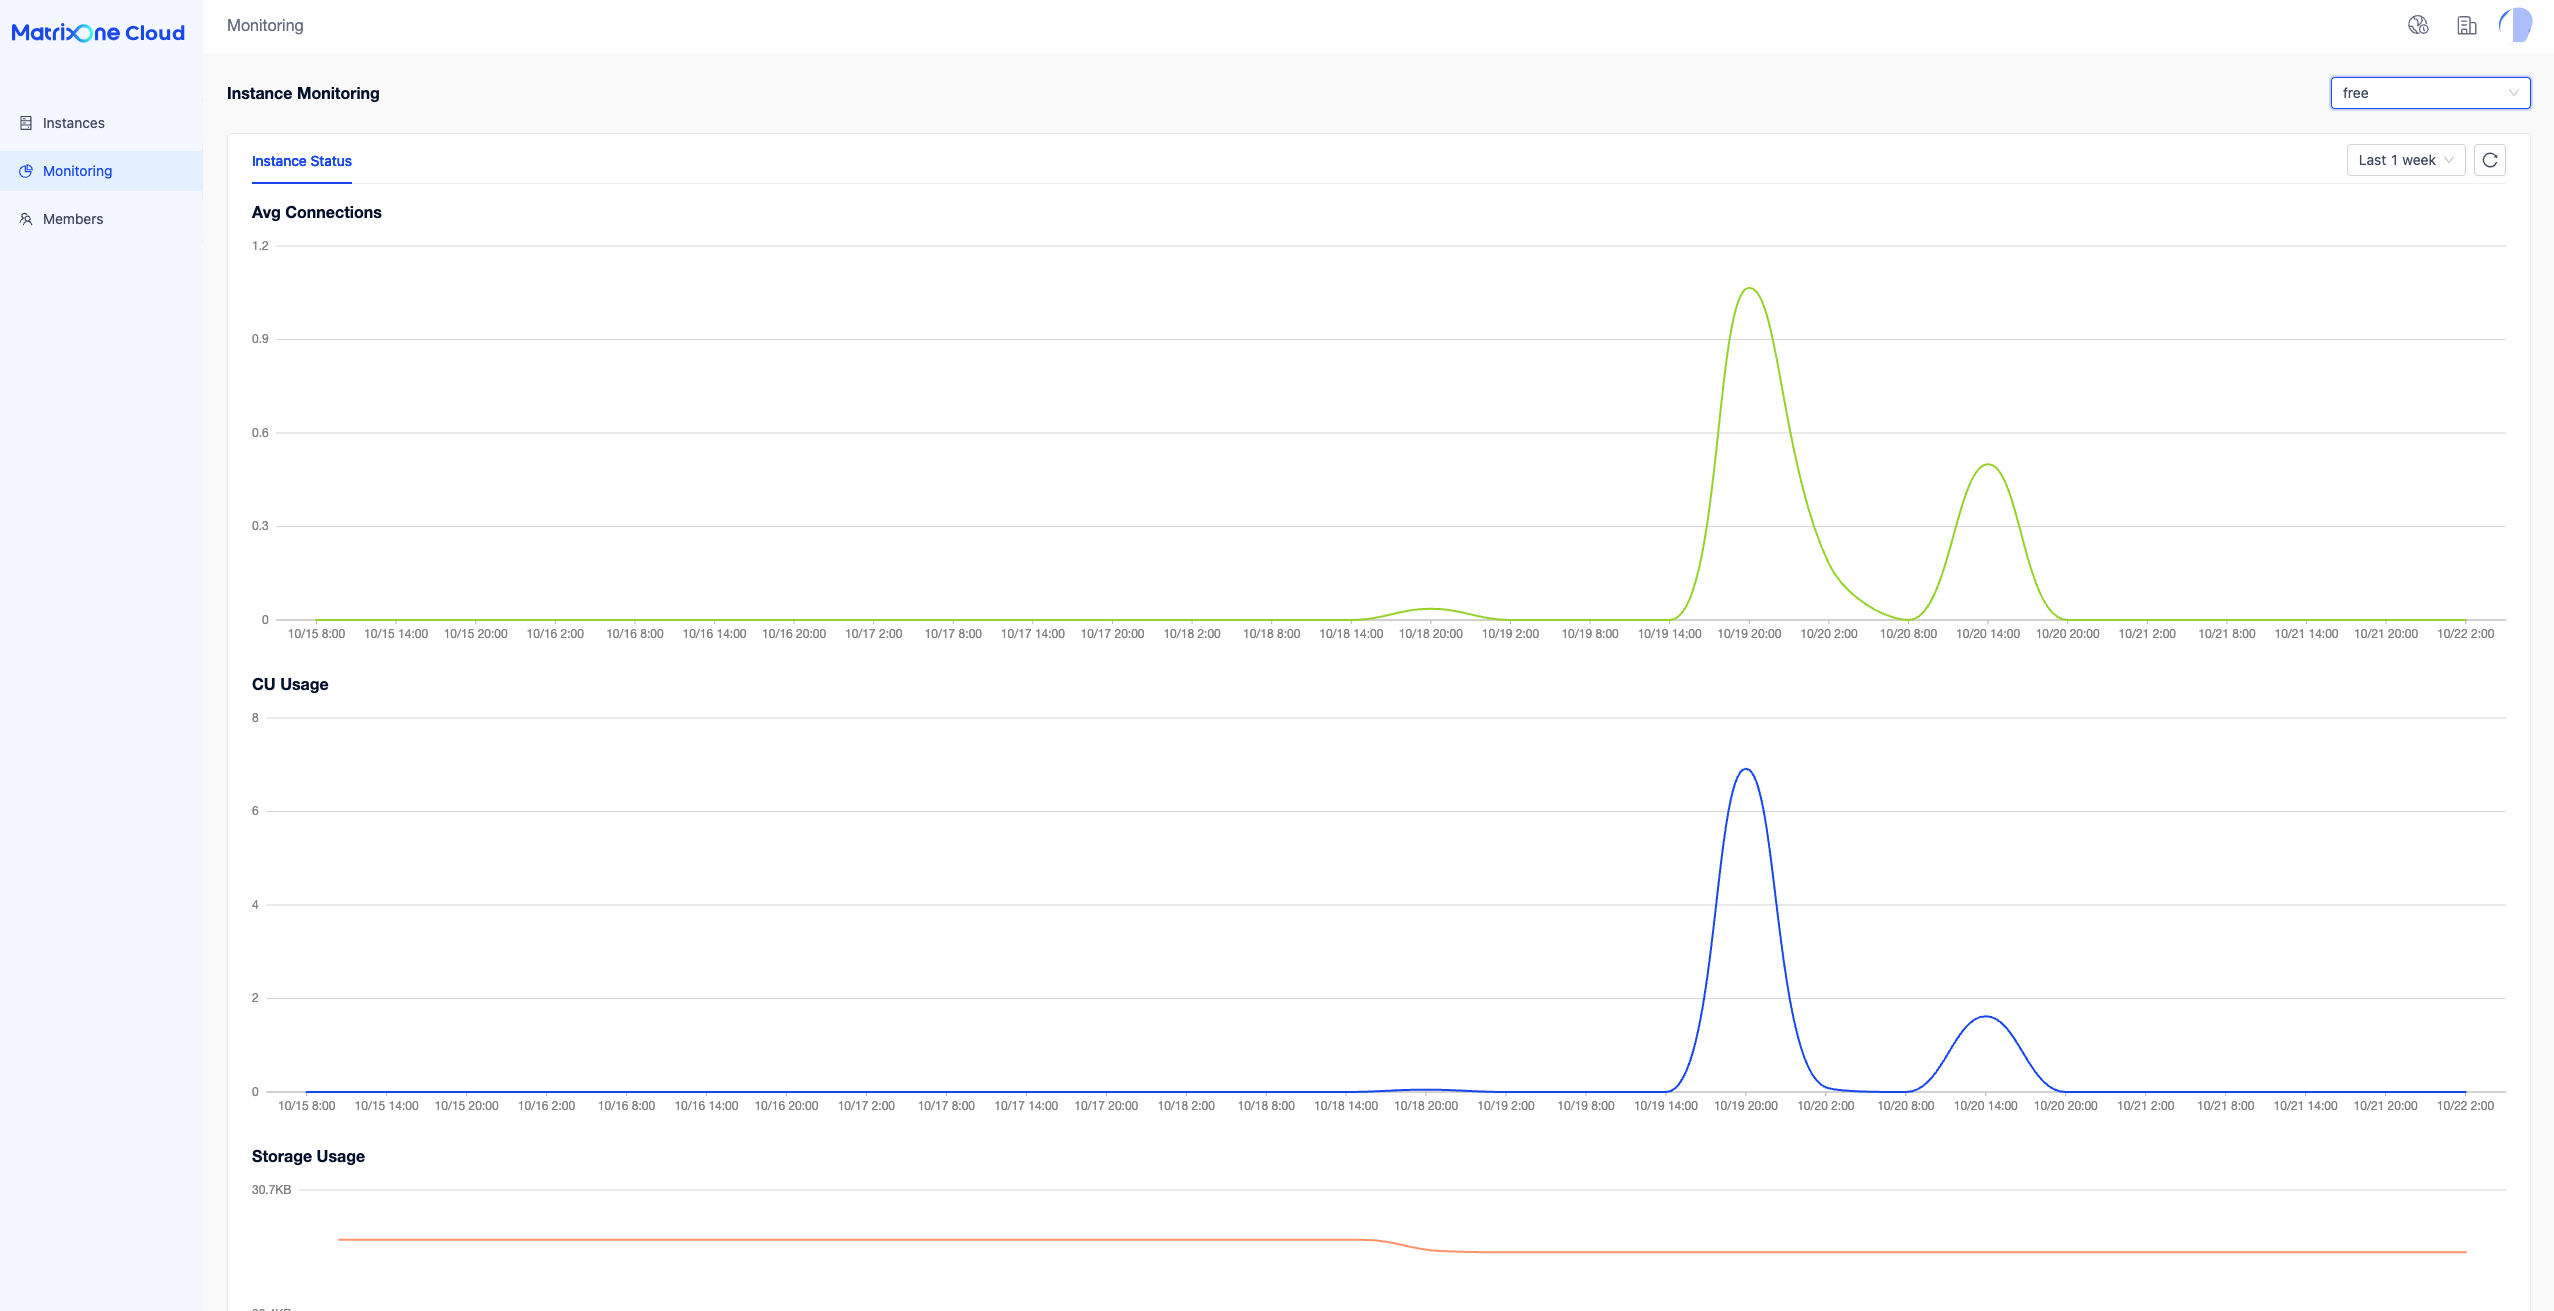 MatrixOne Cloud
Monitoring
Instances
Monitoring
Members
Instance Monitoring
free
Instance Status
Last 1 week
Avg Connections
1.2
0.9
0.6
0.3
0
10/15 8:00 10/15 14:00 10/15 20:00 10/16 2:00 10/16 8:00 10/16 14:00 10/16 20:00 10/17 2:00 10/17 8:00 10/17 14:00 10/17 20:00 10/18 2:00 10/18 8:00 10/18 14:00 10/18 20:00 10/19 2:00 10/19 8:00 10/19 14:00 10/19 20:00 10/20 2:00 10/20 8:00 10/20 14:00 10/20 20:00 10/21 2:00 10/21 8:00 10/21 14:00 10/21 20:00 10/22 2:00
CU Usage
8
6
4
2
0
10/15 8:00 10/15 14:00 10/15 20:00 10/16 2:00 10/16 8:00 10/16 14:00 10/16 20:00 10/17 2:00 10/17 8:00 10/17 14:00 10/17 20:00 10/18 2:00 10/18 8:00 10/18 14:00 10/18 20:00 10/19 2:00 10/19 8:00 10/19 14:00 10/19 20:00 10/20 2:00 10/20 8:00 10/20 14:00 10/20 20:00 10/21 2:00 10/21 8:00 10/21 14:00 10/21 20:00 10/22 2:00
Storage Usage
30.7KB